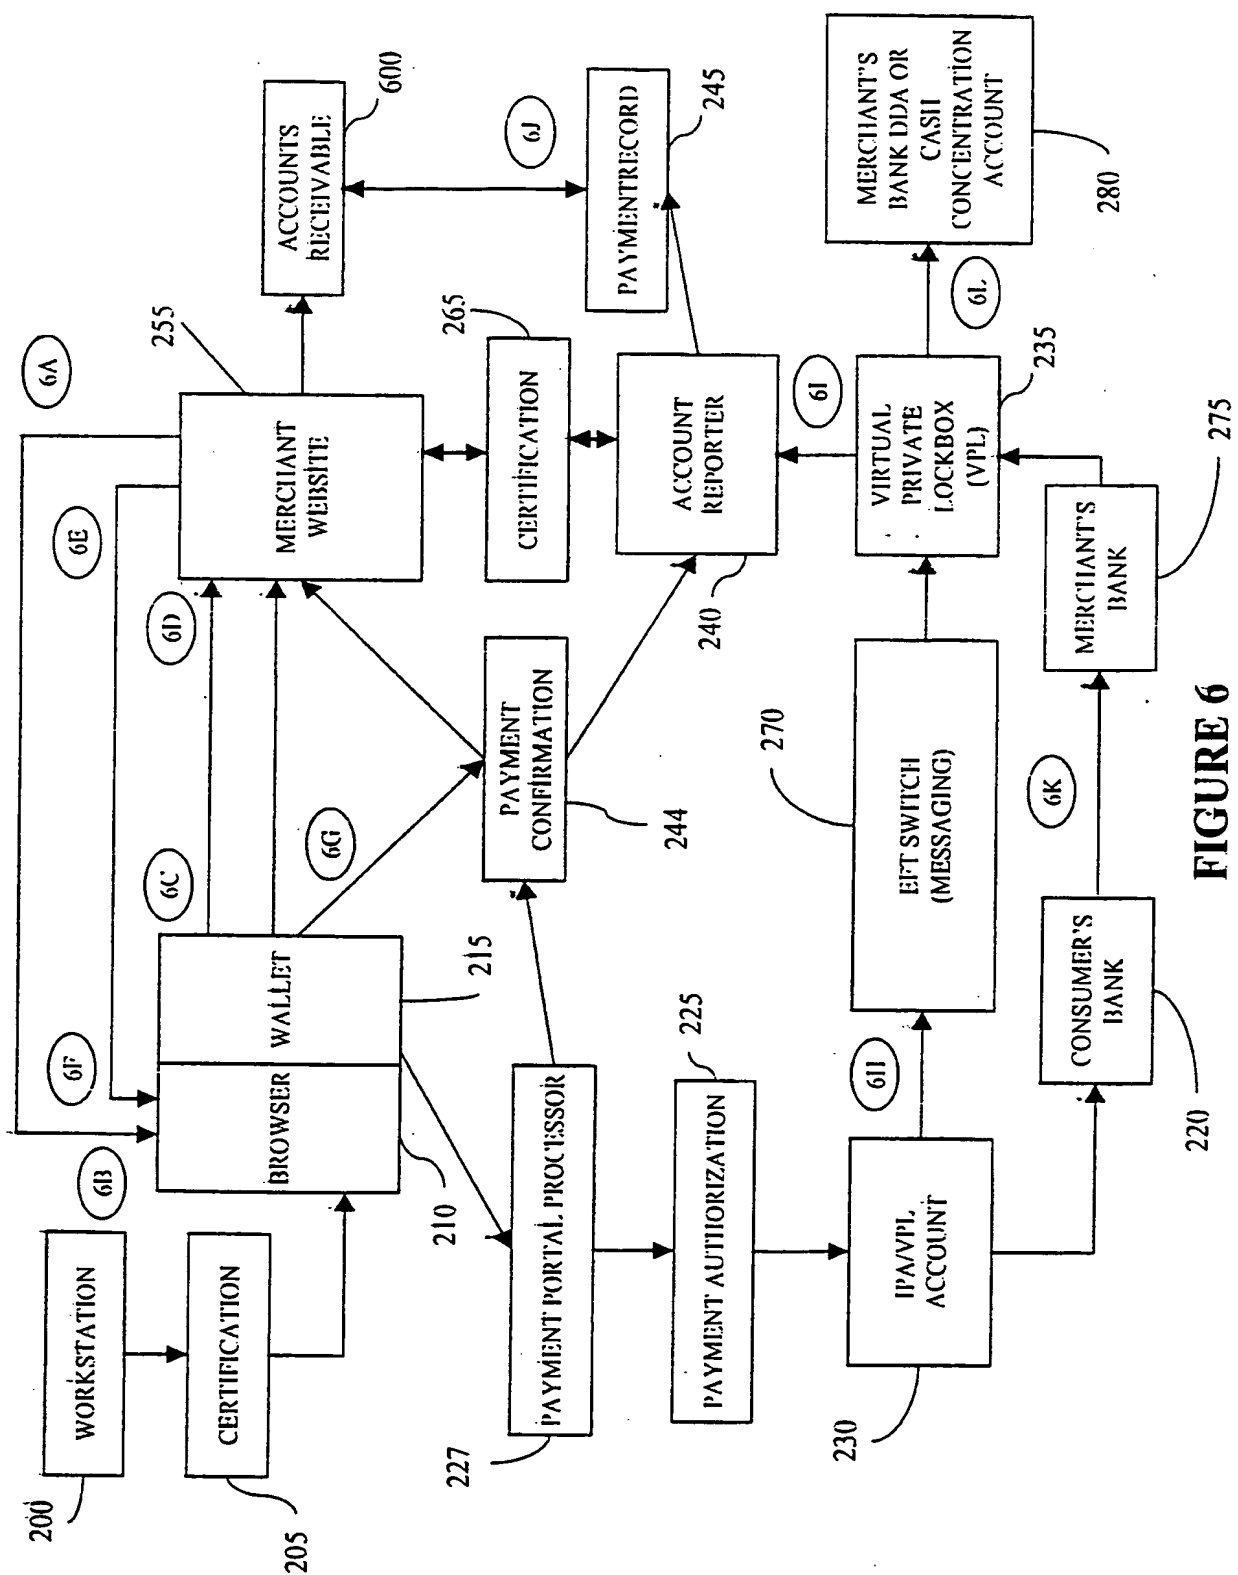 6A
6E
6F
6B
200
WORKSTATION
CERTIFICATION
205
BROWSER
210
WALLET
215
6C
6D
6G
MERCHANT
WEBSITE
255
ACCOUNTS
RECEIVABLE
600
6J
PAYMENT
CONFIRMATION
244
CERTIFICATION
265
PAYMENTRECORD
245
227
PAYMENT PORTAL PROCESSOR
PAYMENT AUTHORIZATION
225
ACCOUNT
REPORTER
240
6I
230
IPA/VPL
ACCOUNT
6H
EFT SWITCH
(MESSAGING)
270
VIRTUAL
PRIVATE
LOCKBOX
(VPL)
235
6L
MERCHANT'S
BANK DDA OR
CASH
CONCENTRATION
ACCOUNT
280
CONSUMER'S
BANK
220
6K
MERCHANT'S
BANK
275
FIGURE 6